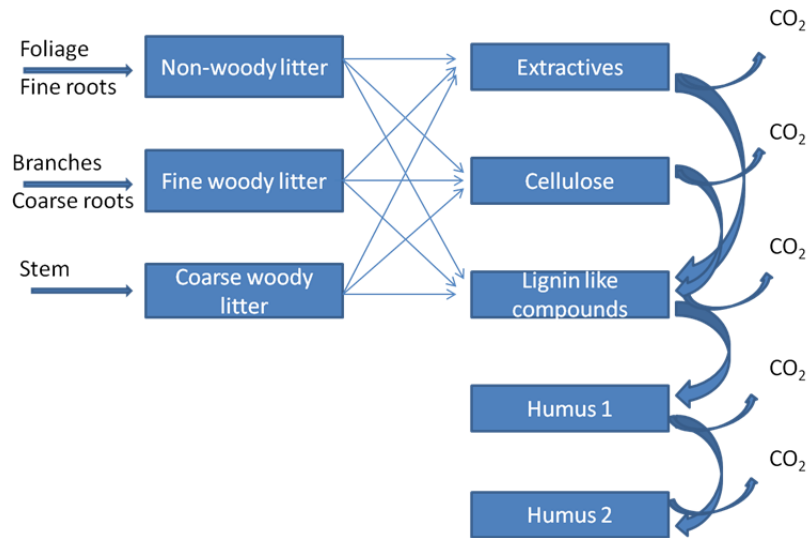 CO₂
Foliage
Fine roots
Non-woody litter
Extractives
CO₂
Branches
Coarse roots
Fine woody litter
Cellulose
CO₂
Stem
Coarse woody
litter
Lignin like
compounds
CO₂
Humus 1
CO₂
Humus 2